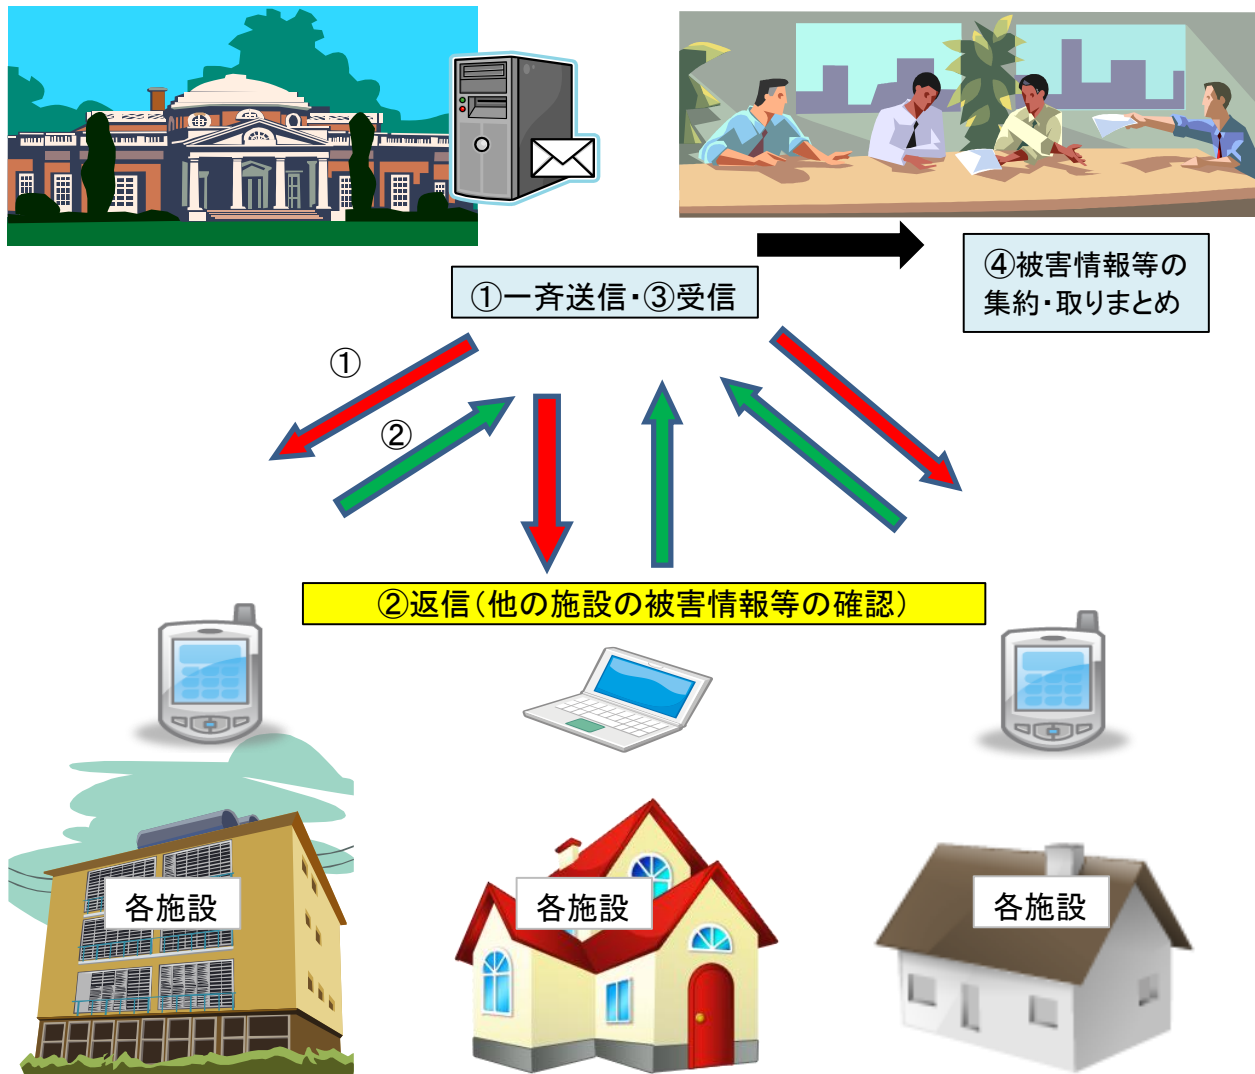 ①一斉送信・③受信
④被害情報等の
集約・取りまとめ
①
②
②返信（他の施設の被害情報等の確認）
各施設
各施設
各施設